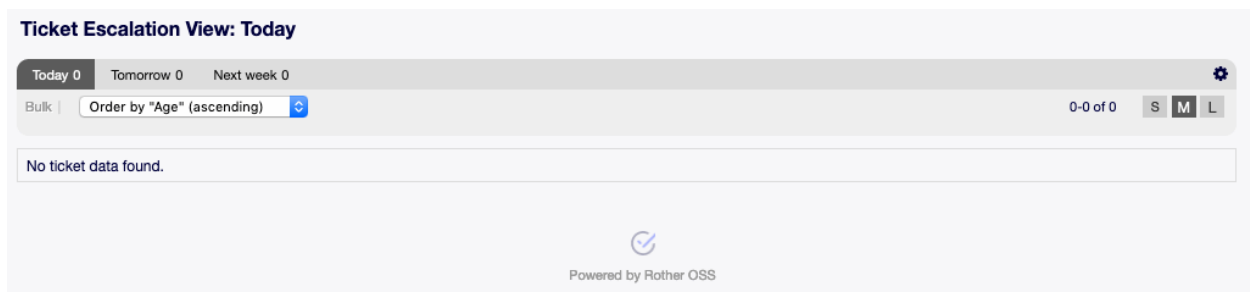 Ticket Escalation View: Today
Today 0 Tomorrow 0 Next week 0
Bulk | Order by "Age" (ascending) 0-0 of 0 S M L
No ticket data found.
Powered by Rother OSS